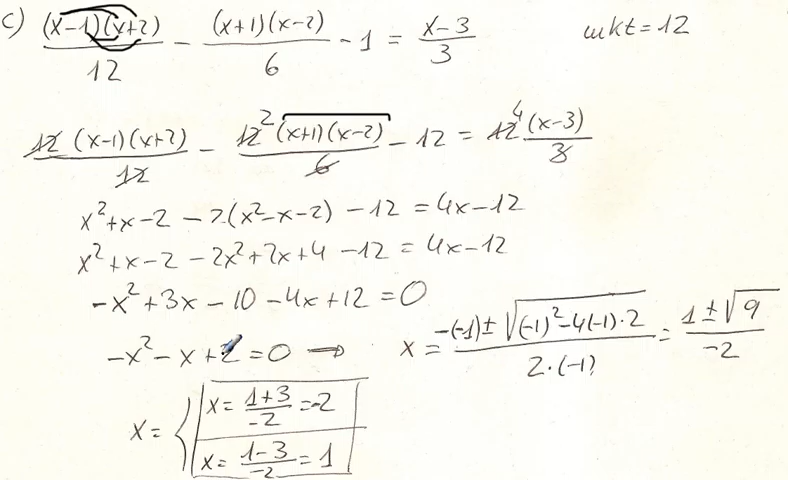 c) (x-1)(x+2)/12 - (x+1)(x-2)/6 - 1 = x-3/3 mkt=12
12 (x-1)(x+2)/12 - 12² (x+1)(x-2)/6 - 12 = 12⁴ (x-3)/3
x²+x-2 -2(x²-x-2) -12 = 4x-12
x²+x-2 -2x²+2x+4 -12 = 4x-12
-x²+3x-10-4x+12=0
-x²-x+2=0 → x = -(-1)±√(-1)²-4(-1)·2/2·(-1) = 1±√9/-2
x = { x= 1+3/-2 =-2
x= 1-3/-2 = 1